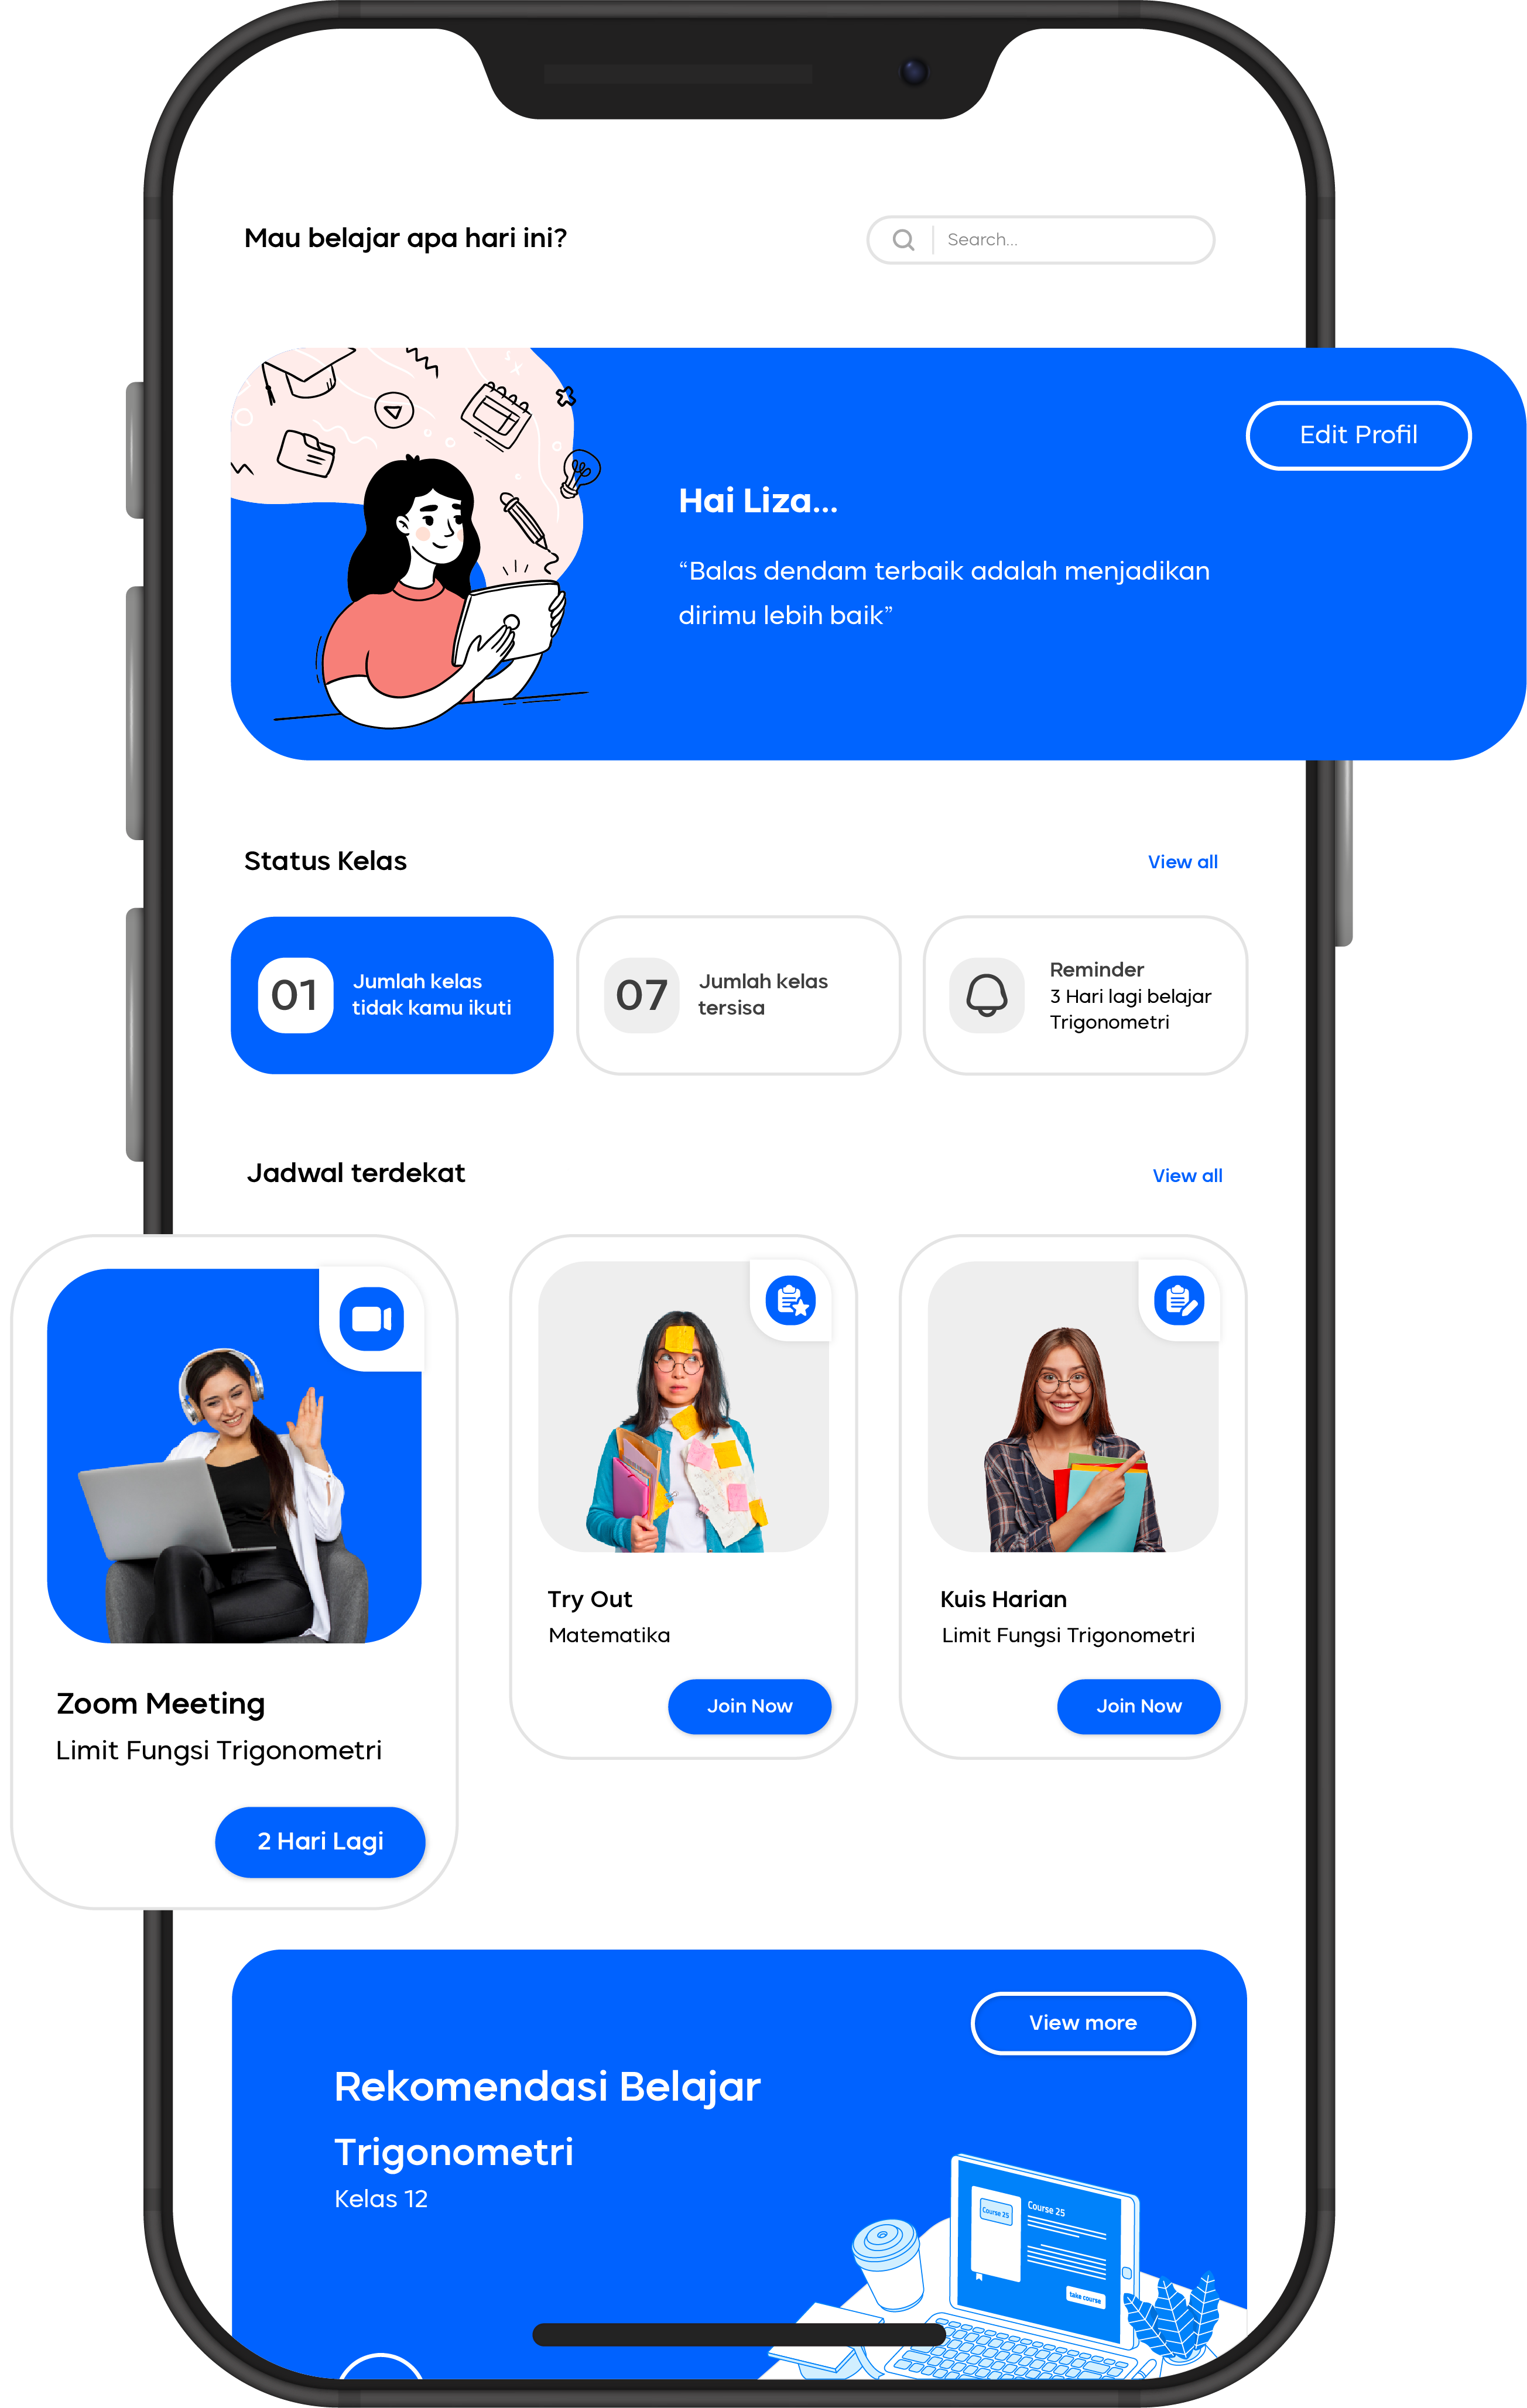 Mau belajar apa hari ini?
Search...
Edit Profil
Hai Liza...
“Balas dendam terbaik adalah menjadikan
dirimu lebih baik”
Status Kelas
View all
01
Jumlah kelas
tidak kamu ikuti
07
Jumlah kelas
tersisa
Reminder
3 Hari lagi belajar
Trigonometri
Jadwal terdekat
View all
Zoom Meeting
Limit Fungsi Trigonometri
2 Hari Lagi
Try Out
Matematika
Join Now
Kuis Harian
Limit Fungsi Trigonometri
Join Now
View more
Rekomendasi Belajar
Trigonometri
Kelas 12
Course 25
Course 25
take course